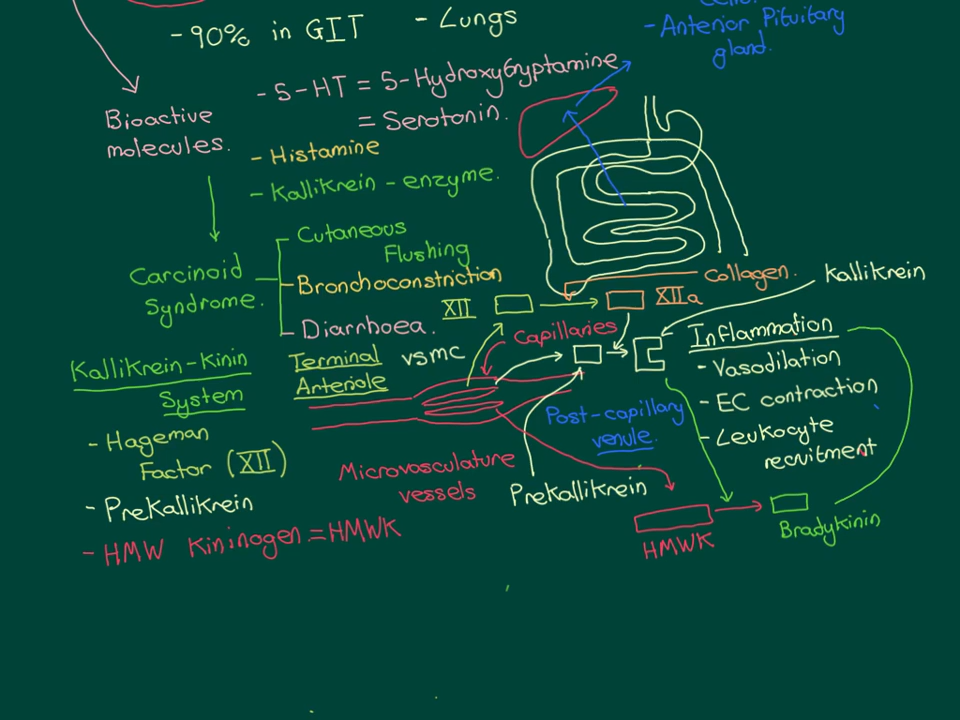 - 90% in GIT
- Lungs
- Anterior Pituitary
gland.
Bioactive
molecules.
- 5-HT = 5-Hydroxytryptamine
= Serotonin.
- Histamine
- Kallikrein - enzyme.
Carcinoid
Syndrome.
Cutaneous
Flushing
- Bronchoconstriction
- Diarrhoea.
XII
XIIa
Collagen.
Kallikrein
Capillaries
Kallikrein-Kinin
System
- Hageman
Factor (XII)
- PreKallikrein
- HMW Kininogen = HMWK
Terminal
Arteriole
vsmc
Microvasculature
vessels
Post-capillary
venule.
PreKallikrein
Inflammation
- Vasodilation
- EC contraction
- Leukocyte
recruitment
HMWK
Bradykinin